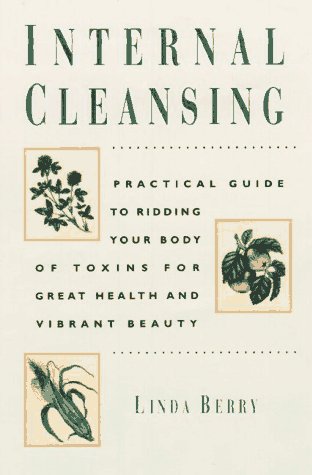 INTERNAL
CLEANSING
PRACTICAL GUIDE
TO RIDDING
YOUR BODY
OF TOXINS FOR
GREAT HEALTH AND
VIBRANT BEAUTY
LINDA BERRY